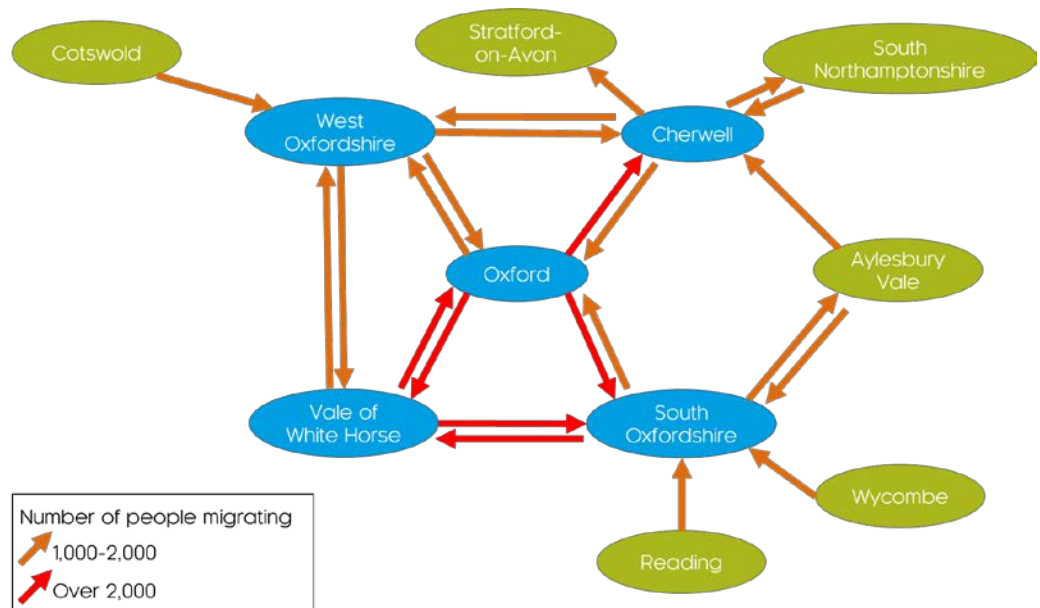 Cotswold
Stratford-
on-Avon
South
Northamptonshire
West
Oxfordshire
Cherwell
Oxford
Aylesbury
Vale
Vale of
White Horse
South
Oxfordshire
Wycombe
Reading
Number of people migrating
1,000-2,000
Over 2,000